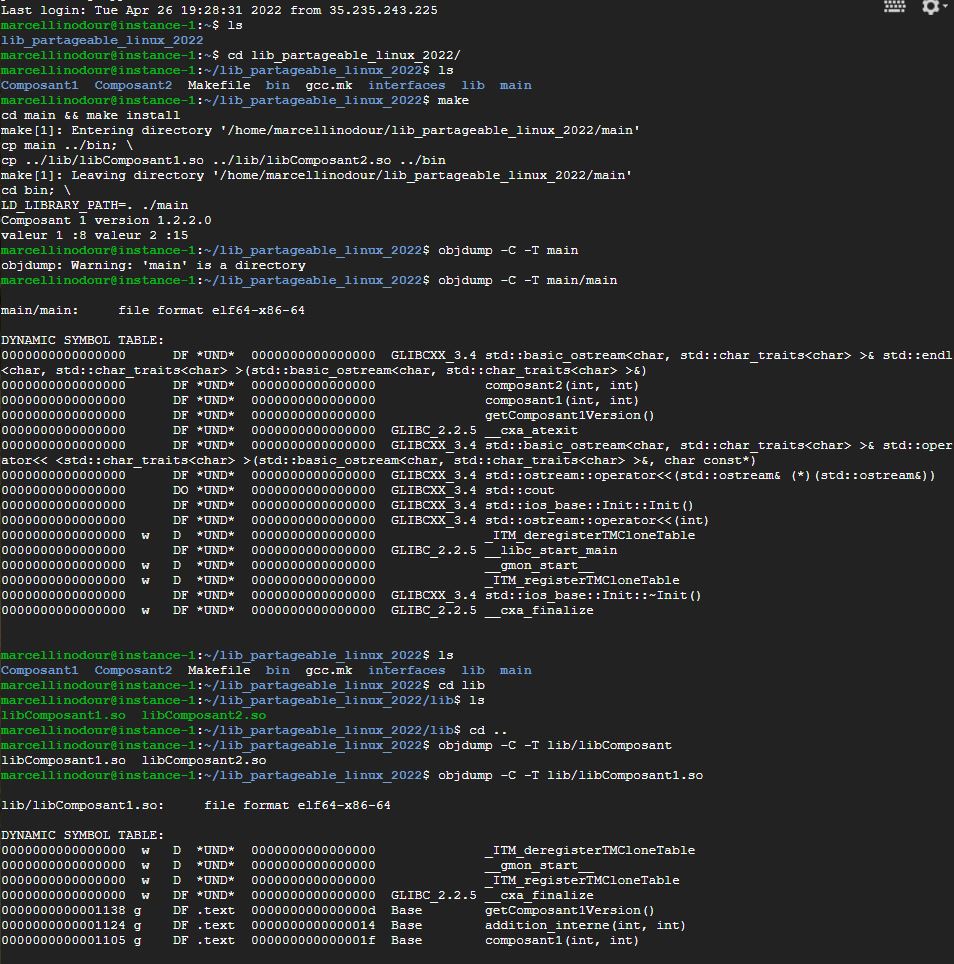 Last login: Tue Apr 26 19:28:31 2022 from 35.235.243.225
marcellinodour@instance-1:~$ ls
lib_partageable_linux_2022
marcellinodour@instance-1:~$ cd lib_partageable_linux_2022/
marcellinodour@instance-1:~/lib_partageable_linux_2022$ ls
Composant1  Composant2  Makefile  bin  gcc.mk  interfaces  lib  main
marcellinodour@instance-1:~/lib_partageable_linux_2022$ make
cd main && make install
make[1]: Entering directory '/home/marcellinodour/lib_partageable_linux_2022/main'
cp main ../bin; \
cp ../lib/libComposant1.so ../lib/libComposant2.so ../bin
make[1]: Leaving directory '/home/marcellinodour/lib_partageable_linux_2022/main'
cd bin; \
LD_LIBRARY_PATH=. ./main
Composant 1 version 1.2.2.0
valeur 1 :8 valeur 2 :15
marcellinodour@instance-1:~/lib_partageable_linux_2022$ objdump -C -T main
objdump: Warning: 'main' is a directory
marcellinodour@instance-1:~/lib_partageable_linux_2022$ objdump -C -T main/main
main/main:     file format elf64-x86-64
DYNAMIC SYMBOL TABLE:
0000000000000000      DF *UND*  0000000000000000  GLIBCXX_3.4 std::basic_ostream<char, std::char_traits<char> >& std::endl
<char, std::char_traits<char> >(std::basic_ostream<char, std::char_traits<char> >&)
0000000000000000      DF *UND*  0000000000000000              composant2(int, int)
0000000000000000      DF *UND*  0000000000000000              composant1(int, int)
0000000000000000      DF *UND*  0000000000000000              getComposant1Version()
0000000000000000      DF *UND*  0000000000000000  GLIBC_2.2.5 __cxa_atexit
0000000000000000      DF *UND*  0000000000000000  GLIBCXX_3.4 std::basic_ostream<char, std::char_traits<char> >& std::oper
ator<< <std::char_traits<char> >(std::basic_ostream<char, std::char_traits<char> >&, char const*)
0000000000000000      DF *UND*  0000000000000000  GLIBCXX_3.4 std::ostream::operator<<(std::ostream& (*)(std::ostream&))
0000000000000000      DO *UND*  0000000000000000  GLIBCXX_3.4 std::cout
0000000000000000      DF *UND*  0000000000000000  GLIBCXX_3.4 std::ios_base::Init::Init()
0000000000000000      DF *UND*  0000000000000000  GLIBCXX_3.4 std::ostream::operator<<(int)
0000000000000000  w   D  *UND*  0000000000000000              _ITM_deregisterTMCloneTable
0000000000000000      DF *UND*  0000000000000000  GLIBC_2.2.5 __libc_start_main
0000000000000000  w   D  *UND*  0000000000000000              __gmon_start__
0000000000000000  w   D  *UND*  0000000000000000              _ITM_registerTMCloneTable
0000000000000000      DF *UND*  0000000000000000  GLIBCXX_3.4 std::ios_base::Init::~Init()
0000000000000000  w   DF *UND*  0000000000000000  GLIBC_2.2.5 __cxa_finalize
marcellinodour@instance-1:~/lib_partageable_linux_2022$ ls
Composant1  Composant2  Makefile  bin  gcc.mk  interfaces  lib  main
marcellinodour@instance-1:~/lib_partageable_linux_2022$ cd lib
marcellinodour@instance-1:~/lib_partageable_linux_2022/lib$ ls
libComposant1.so  libComposant2.so
marcellinodour@instance-1:~/lib_partageable_linux_2022/lib$ cd ..
marcellinodour@instance-1:~/lib_partageable_linux_2022$ objdump -C -T lib/libComposant
libComposant1.so  libComposant2.so
marcellinodour@instance-1:~/lib_partageable_linux_2022$ objdump -C -T lib/libComposant1.so
lib/libComposant1.so:     file format elf64-x86-64
DYNAMIC SYMBOL TABLE:
0000000000000000  w   D  *UND*  0000000000000000              _ITM_deregisterTMCloneTable
0000000000000000  w   D  *UND*  0000000000000000              __gmon_start__
0000000000000000  w   D  *UND*  0000000000000000              _ITM_registerTMCloneTable
0000000000000000  w   DF *UND*  0000000000000000  GLIBC_2.2.5 __cxa_finalize
0000000000001138 g    DF .text  000000000000000d  Base        getComposant1Version()
0000000000001124 g    DF .text  0000000000000014  Base        addition_interne(int, int)
0000000000001105 g    DF .text  000000000000001f  Base        composant1(int, int)